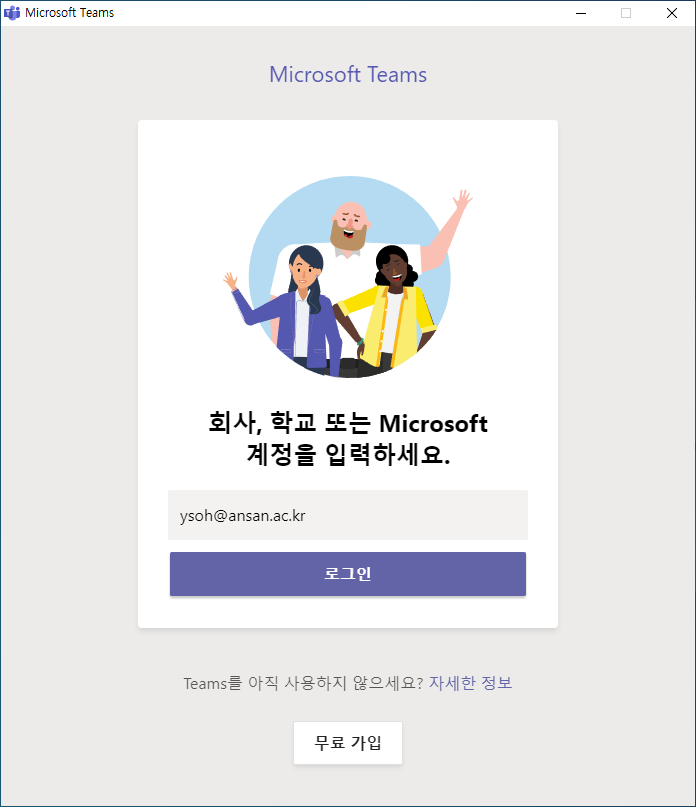 Microsoft Teams
Microsoft Teams
회사, 학교 또는 Microsoft
계정을 입력하세요.
ysoh@ansan.ac.kr
로그인
Teams를 아직 사용하지 않으세요? 자세한 정보
무료 가입